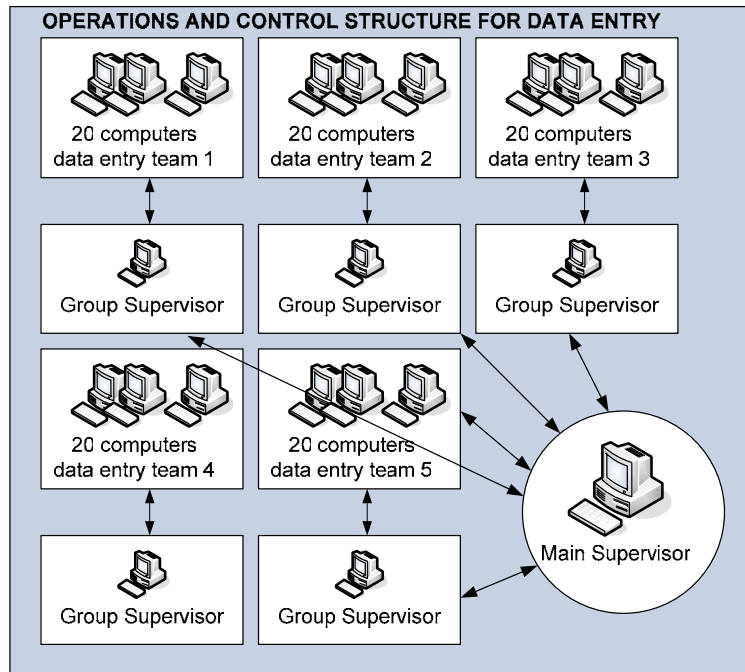 OPERATIONS AND CONTROL STRUCTURE FOR DATA ENTRY
20 computers
data entry team 1
20 computers
data entry team 2
20 computers
data entry team 3
Group Supervisor
Group Supervisor
Group Supervisor
20 computers
data entry team 4
20 computers
data entry team 5
Main Supervisor
Group Supervisor
Group Supervisor